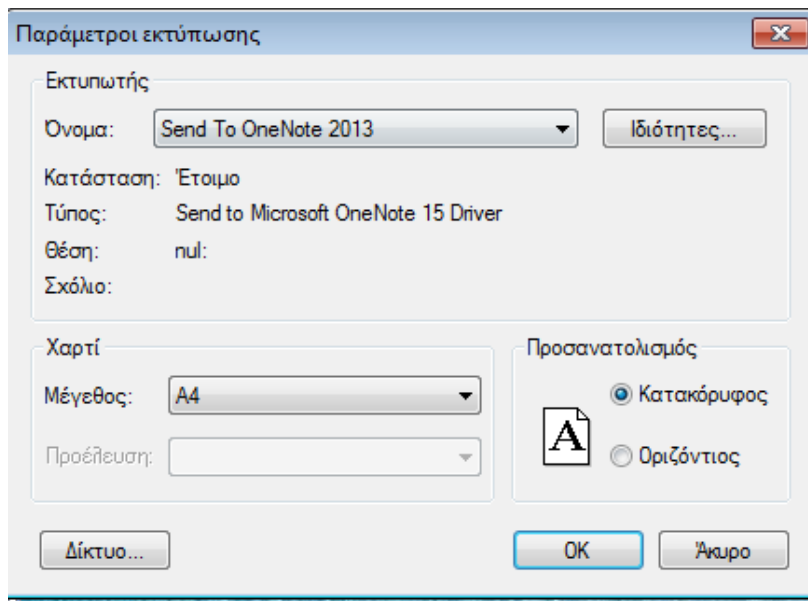 Παράμετροι εκτύπωσης
Εκτυπωτής
Όνομα: Send To OneNote 2013 Ιδιότητες...
Κατάσταση: Έτοιμο
Τύπος: Send to Microsoft OneNote 15 Driver
Θέση: nul:
Σχόλιο:
Χαρτί
Μέγεθος: A4
Προέλευση:
Προσανατολισμός
A
Κατακόρυφος
Οριζόντιος
Δίκτυο... OK Άκυρο